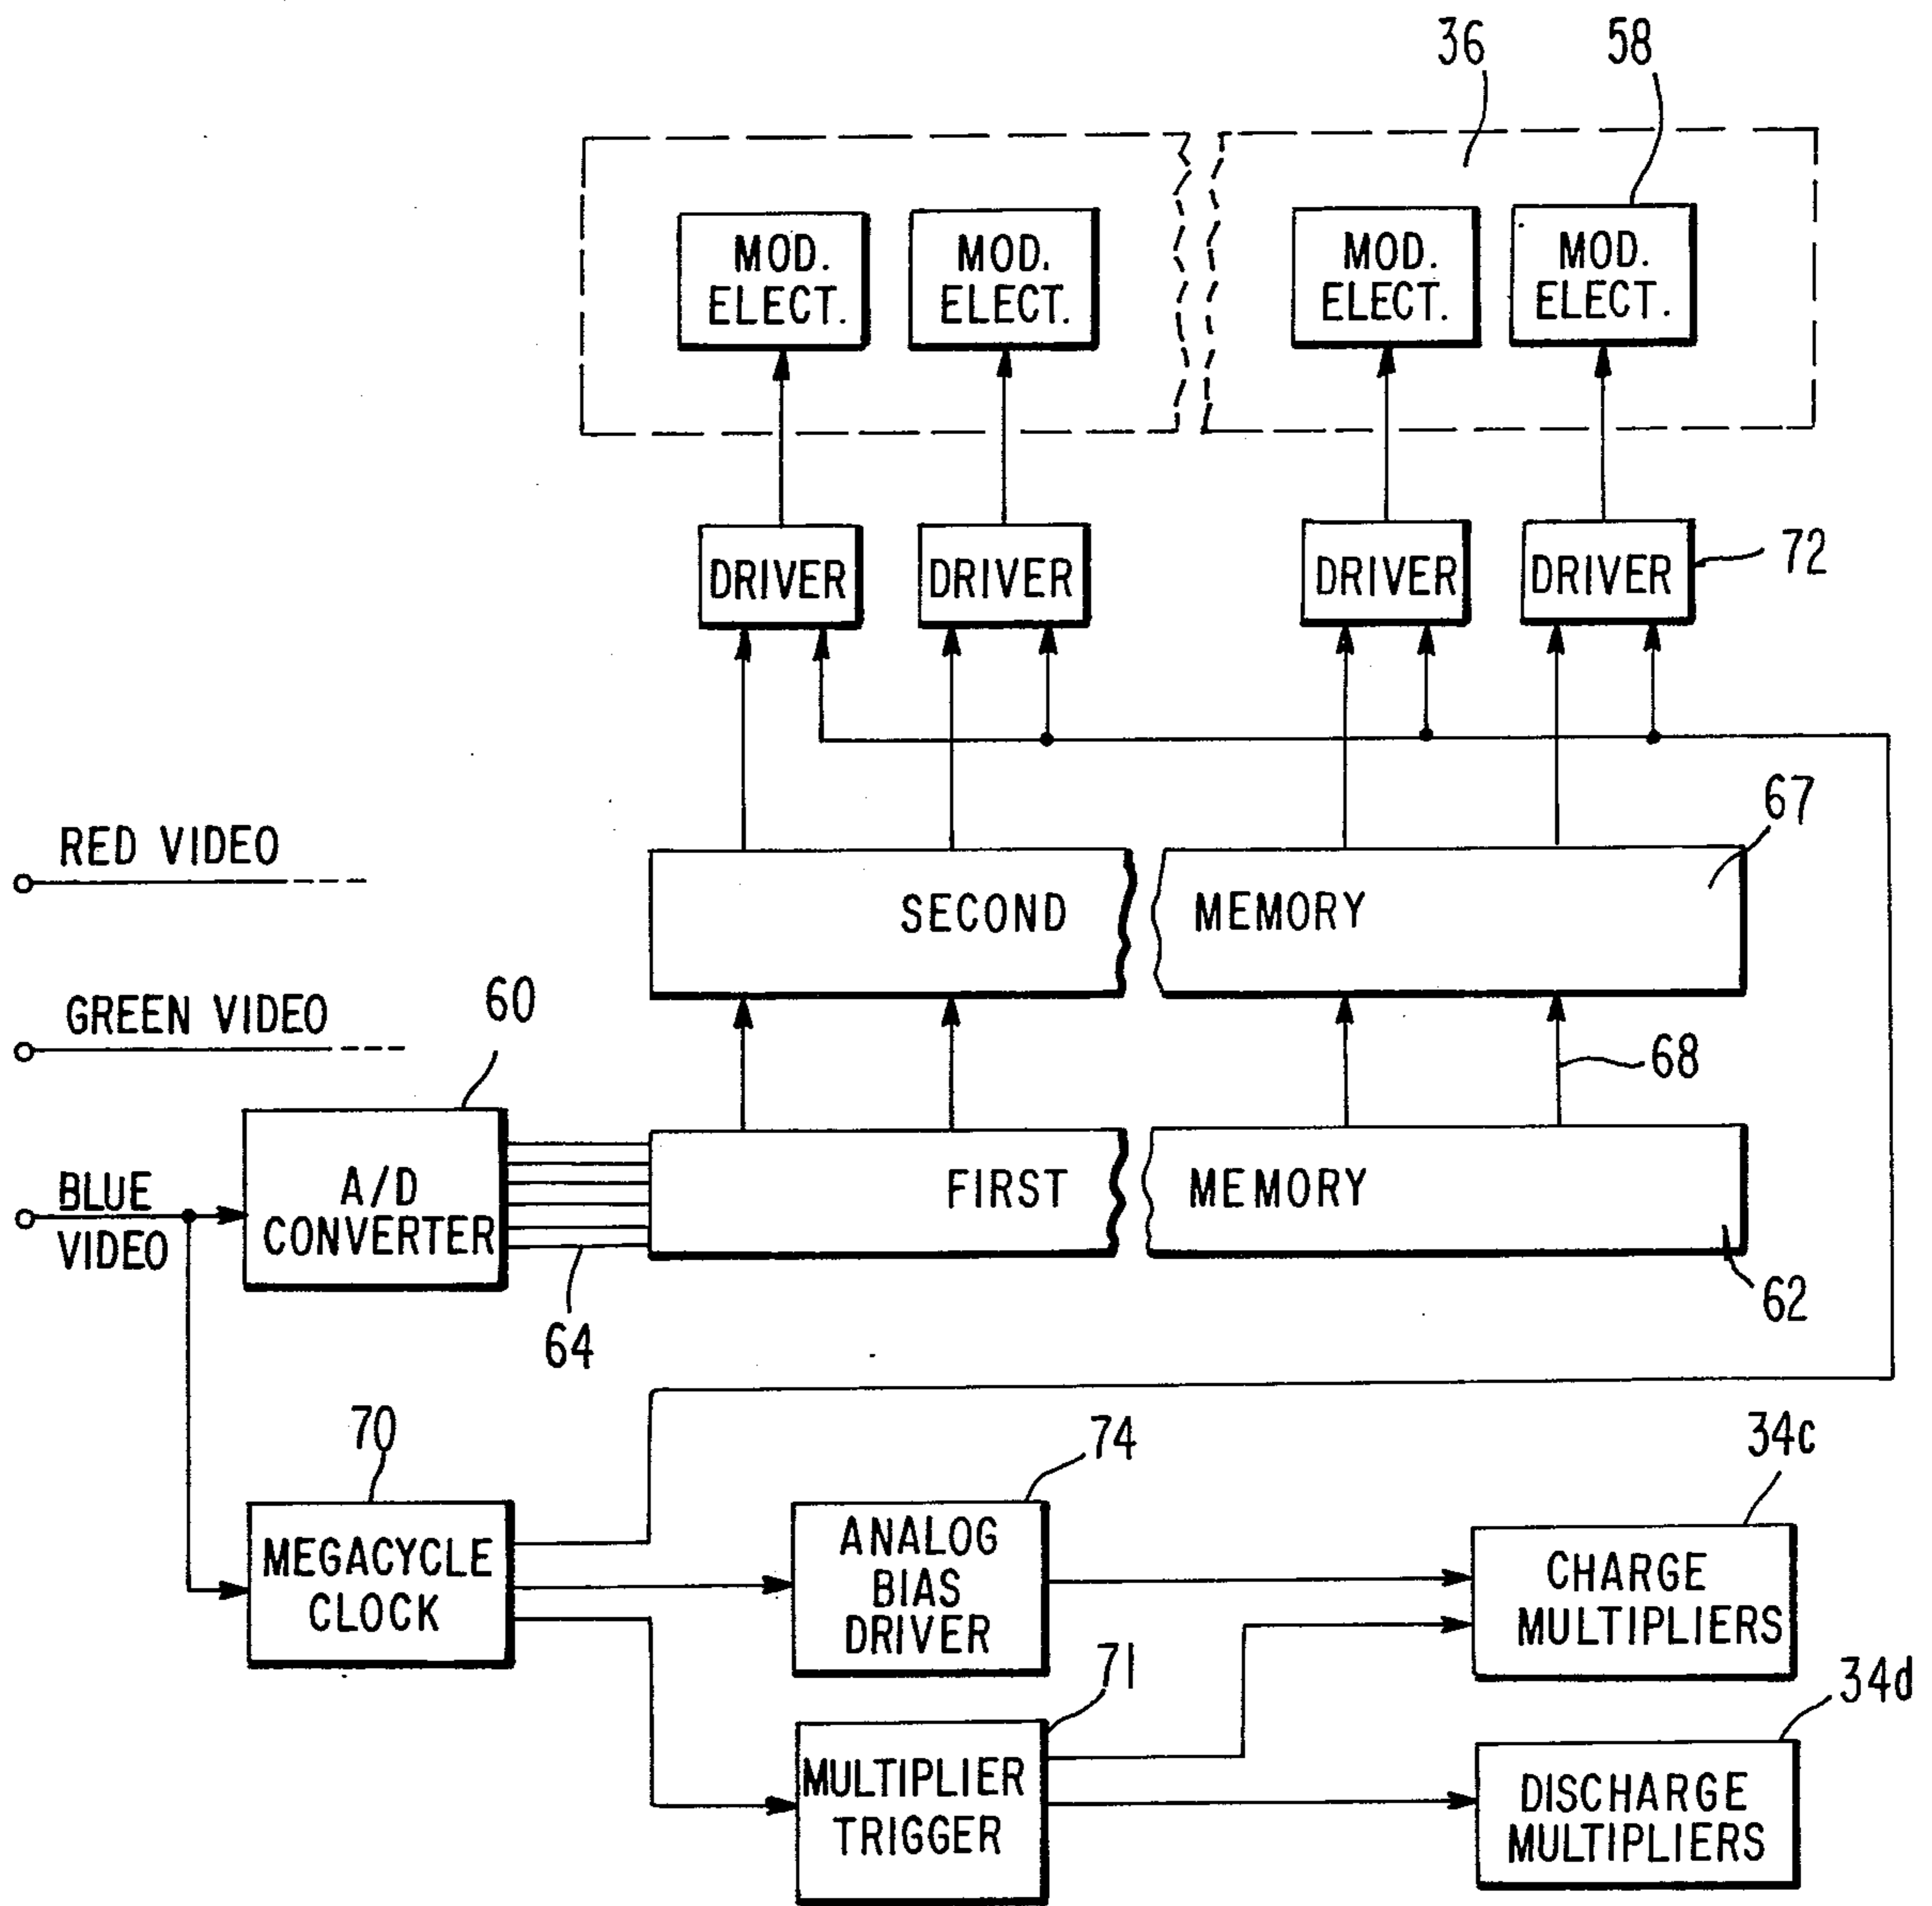 36 58
MOD. ELECT.
MOD. ELECT.
MOD. ELECT.
MOD. ELECT.
DRIVER DRIVER DRIVER DRIVER 72
67
RED VIDEO
SECOND MEMORY
GREEN VIDEO
60
68
BLUE VIDEO
A/D CONVERTER
FIRST MEMORY
64
62
70
74
34c
MEGACYCLE CLOCK
ANALOG BIAS DRIVER
CHARGE MULTIPLIERS
71
34d
MULTIPLIER TRIGGER
DISCHARGE MULTIPLIERS